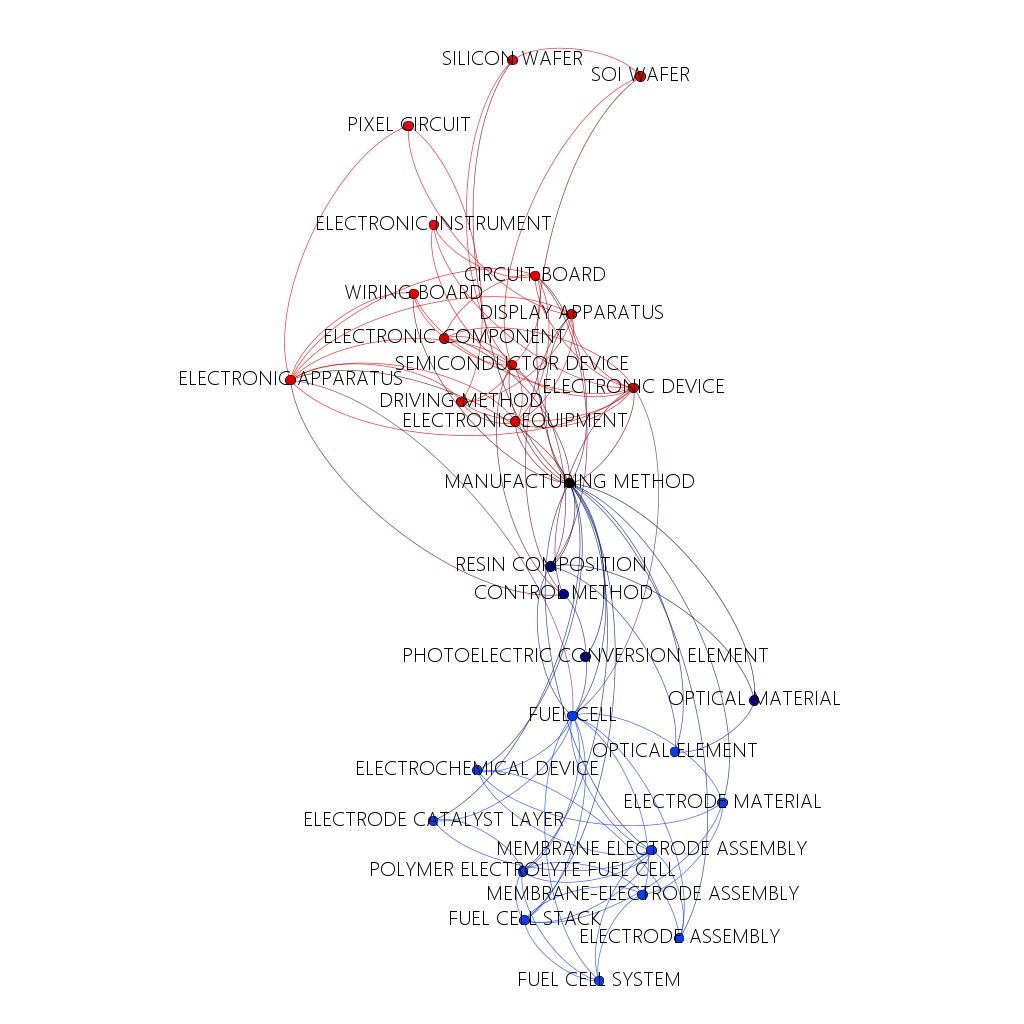 SILICON WAFER
SOI WAFER
PIXEL CIRCUIT
ELECTRONIC INSTRUMENT
CIRCUIT BOARD
WIRING BOARD
DISPLAY APPARATUS
ELECTRONIC COMPONENT
SEMICONDUCTOR DEVICE
ELECTRONIC APPARATUS
ELECTRONIC DEVICE
DRIVING METHOD
ELECTRONIC EQUIPMENT
MANUFACTURING METHOD
RESIN COMPOSITION
CONTROL METHOD
PHOTOELECTRIC CONVERSION ELEMENT
OPTICAL MATERIAL
FUEL CELL
OPTICAL ELEMENT
ELECTROCHEMICAL DEVICE
ELECTRODE MATERIAL
ELECTRODE CATALYST LAYER
MEMBRANE ELECTRODE ASSEMBLY
POLYMER ELECTROLYTE FUEL CELL
MEMBRANE-ELECTRODE ASSEMBLY
FUEL CELL STACK
ELECTRODE ASSEMBLY
FUEL CELL SYSTEM